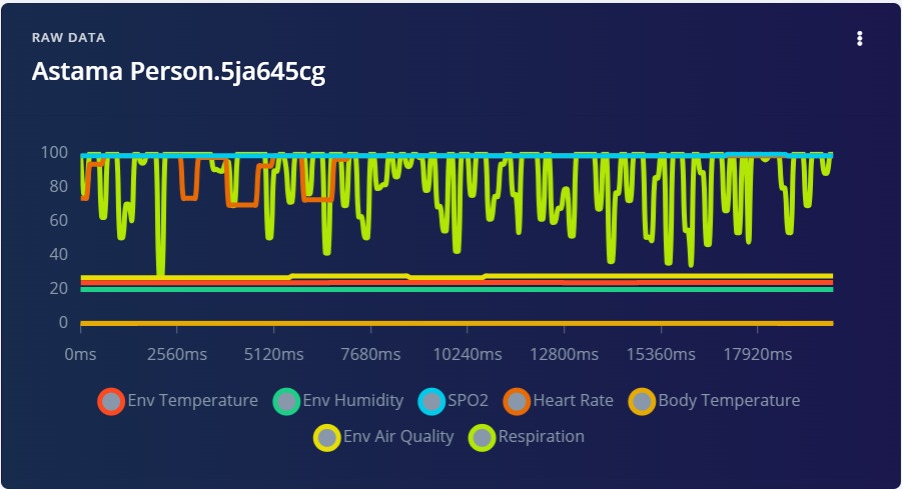 RAW DATA
Astama Person.5ja645cg
100
80
60
40
20
0
0ms 2560ms 5120ms 7680ms 10240ms 12800ms 15360ms 17920ms
Env Temperature Env Humidity SPO2 Heart Rate Body Temperature
Env Air Quality Respiration